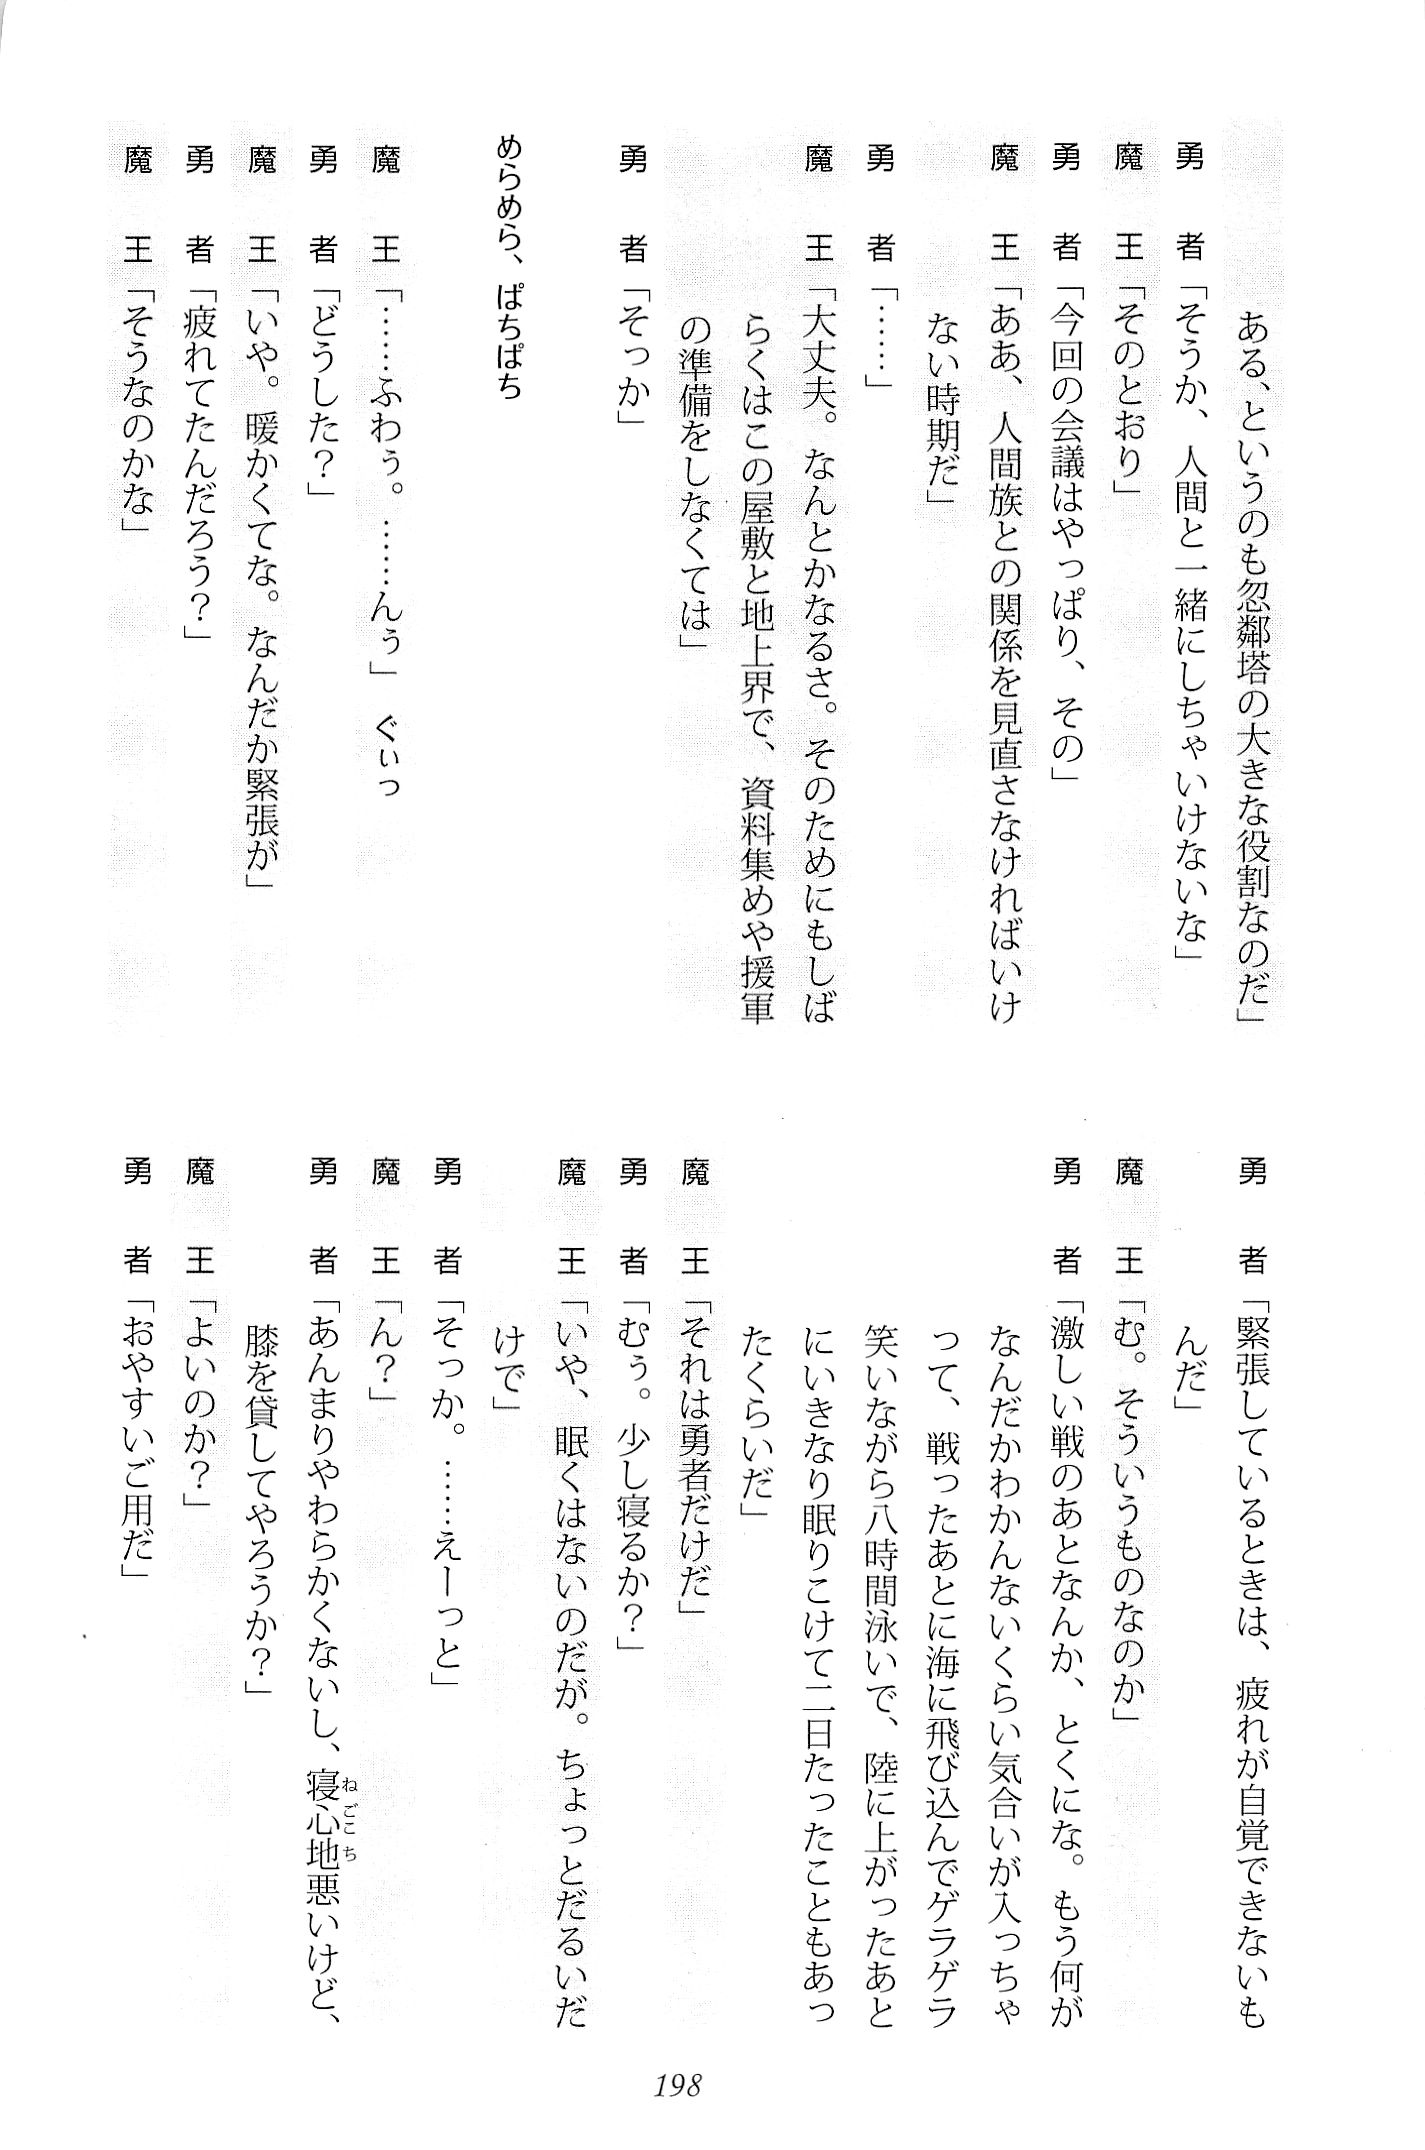 ある、というのも忽鄰塔の大きな役割なのだ」
勇者「そうか、人間と一緒にしちゃいけないな」
魔王「そのとおり」
勇者「今回の会議はやっぱり、その」
魔王「ああ、人間族との関係を見直さなければいけ
ない時期だ」
勇者「……」
魔王「大丈夫。なんとかなるさ。そのためにもしば
らくはこの屋敷と地上界で、資料集めや援軍
の準備をしなくては」
勇者「そっか」
めらめら、ぱちぱち
魔王「……ふわぅ。……んぅ」 ぐぃっ
勇者「どうした？」
魔王「いや。暖かくてな。なんだか緊張が」
勇者「疲れてたんだろう？」
魔王「そうなのかな」
勇者「緊張しているときは、疲れが自覚できないも
んだ」
魔王「む。そういうものなのか」
勇者「激しい戦のあとなんか、とくにな。もう何が
なんだかわかんないくらい気合いが入っちゃ
って、戦ったあとに海に飛び込んでゲラゲラ
笑いながら八時間泳いで、陸に上がったあと
にいきなり眠りこけて二日たったこともあっ
たくらいだ」
魔王「それは勇者だけだ」
勇者「むぅ。少し寝るか？」
魔王「いや、眠くはないのだが。ちょっとだるいだ
けで」
勇者「そっか。……えーっと」
魔王「ん？」
勇者「あんまりやわらかくないし、寝心地悪いけど、
ねごこち
膝を貸してやろうか？」
魔王「よいのか？」
勇者「おやすいご用だ」
198